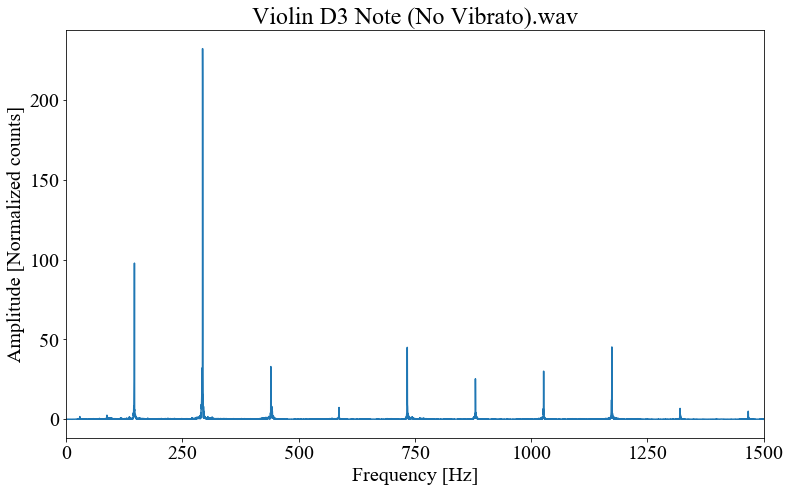 Violin D3 Note (No Vibrato).wav
Amplitude [Normalized counts]
200
150
100
50
0
0 250 500 750 1000 1250 1500
Frequency [Hz]